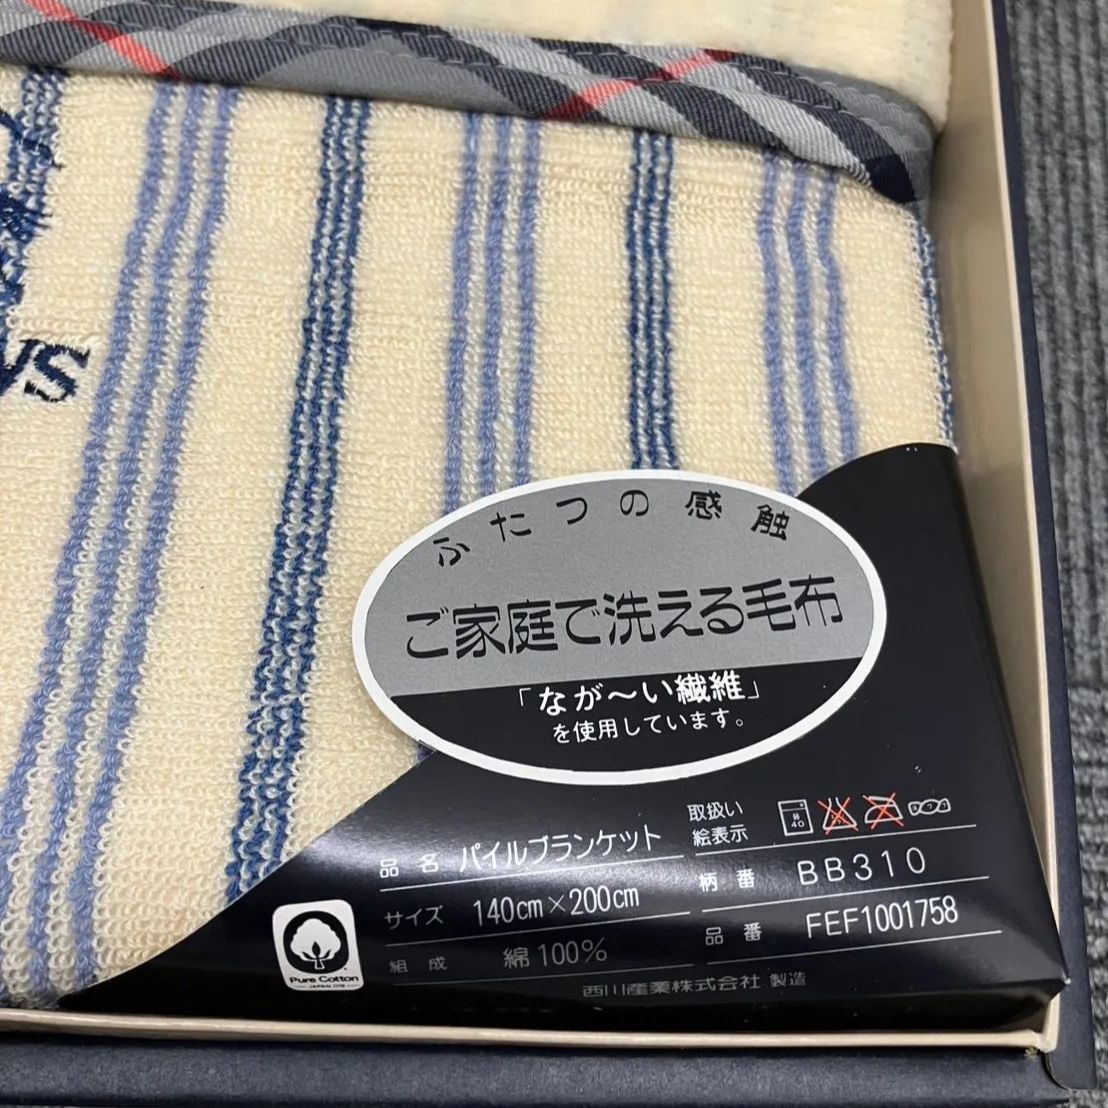 ふたつの感触
ご家庭で洗える毛布
「なが〜い繊維」
を使用しています。
取扱い
絵表示
40
品名 パイルブランケット
柄番 BB310
サイズ 140cm×200cm
品番 FEF1001758
組成 綿100%
西川産業株式会社 製造
Pure Cotton